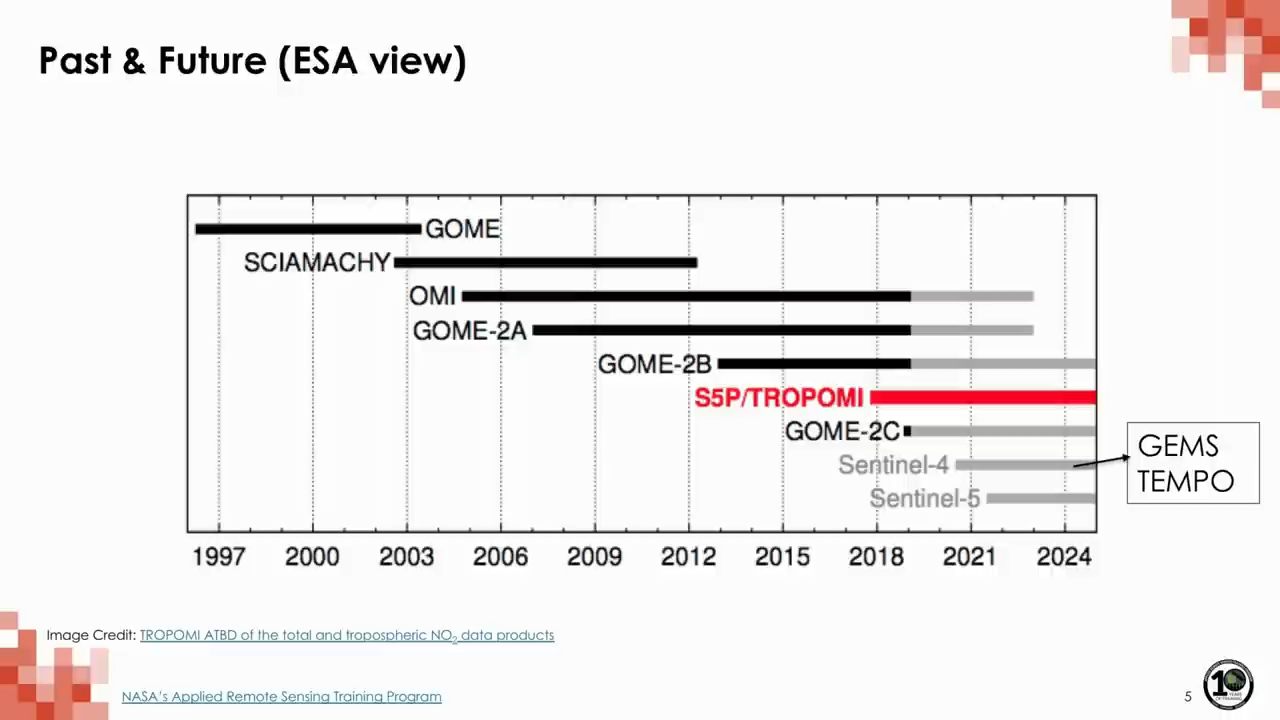 Past & Future (ESA view)
GOME
SCIAMACHY
OMI
GOME-2A
GOME-2B
S5P/TROPOMI
GOME-2C
Sentinel-4
Sentinel-5
GEMS
TEMPO
1997 2000 2003 2006 2009 2012 2015 2018 2021 2024
Image Credit: TROPOMI ATBD of the total and tropospheric NO₂ data products
NASA's Applied Remote Sensing Training Program
5
10